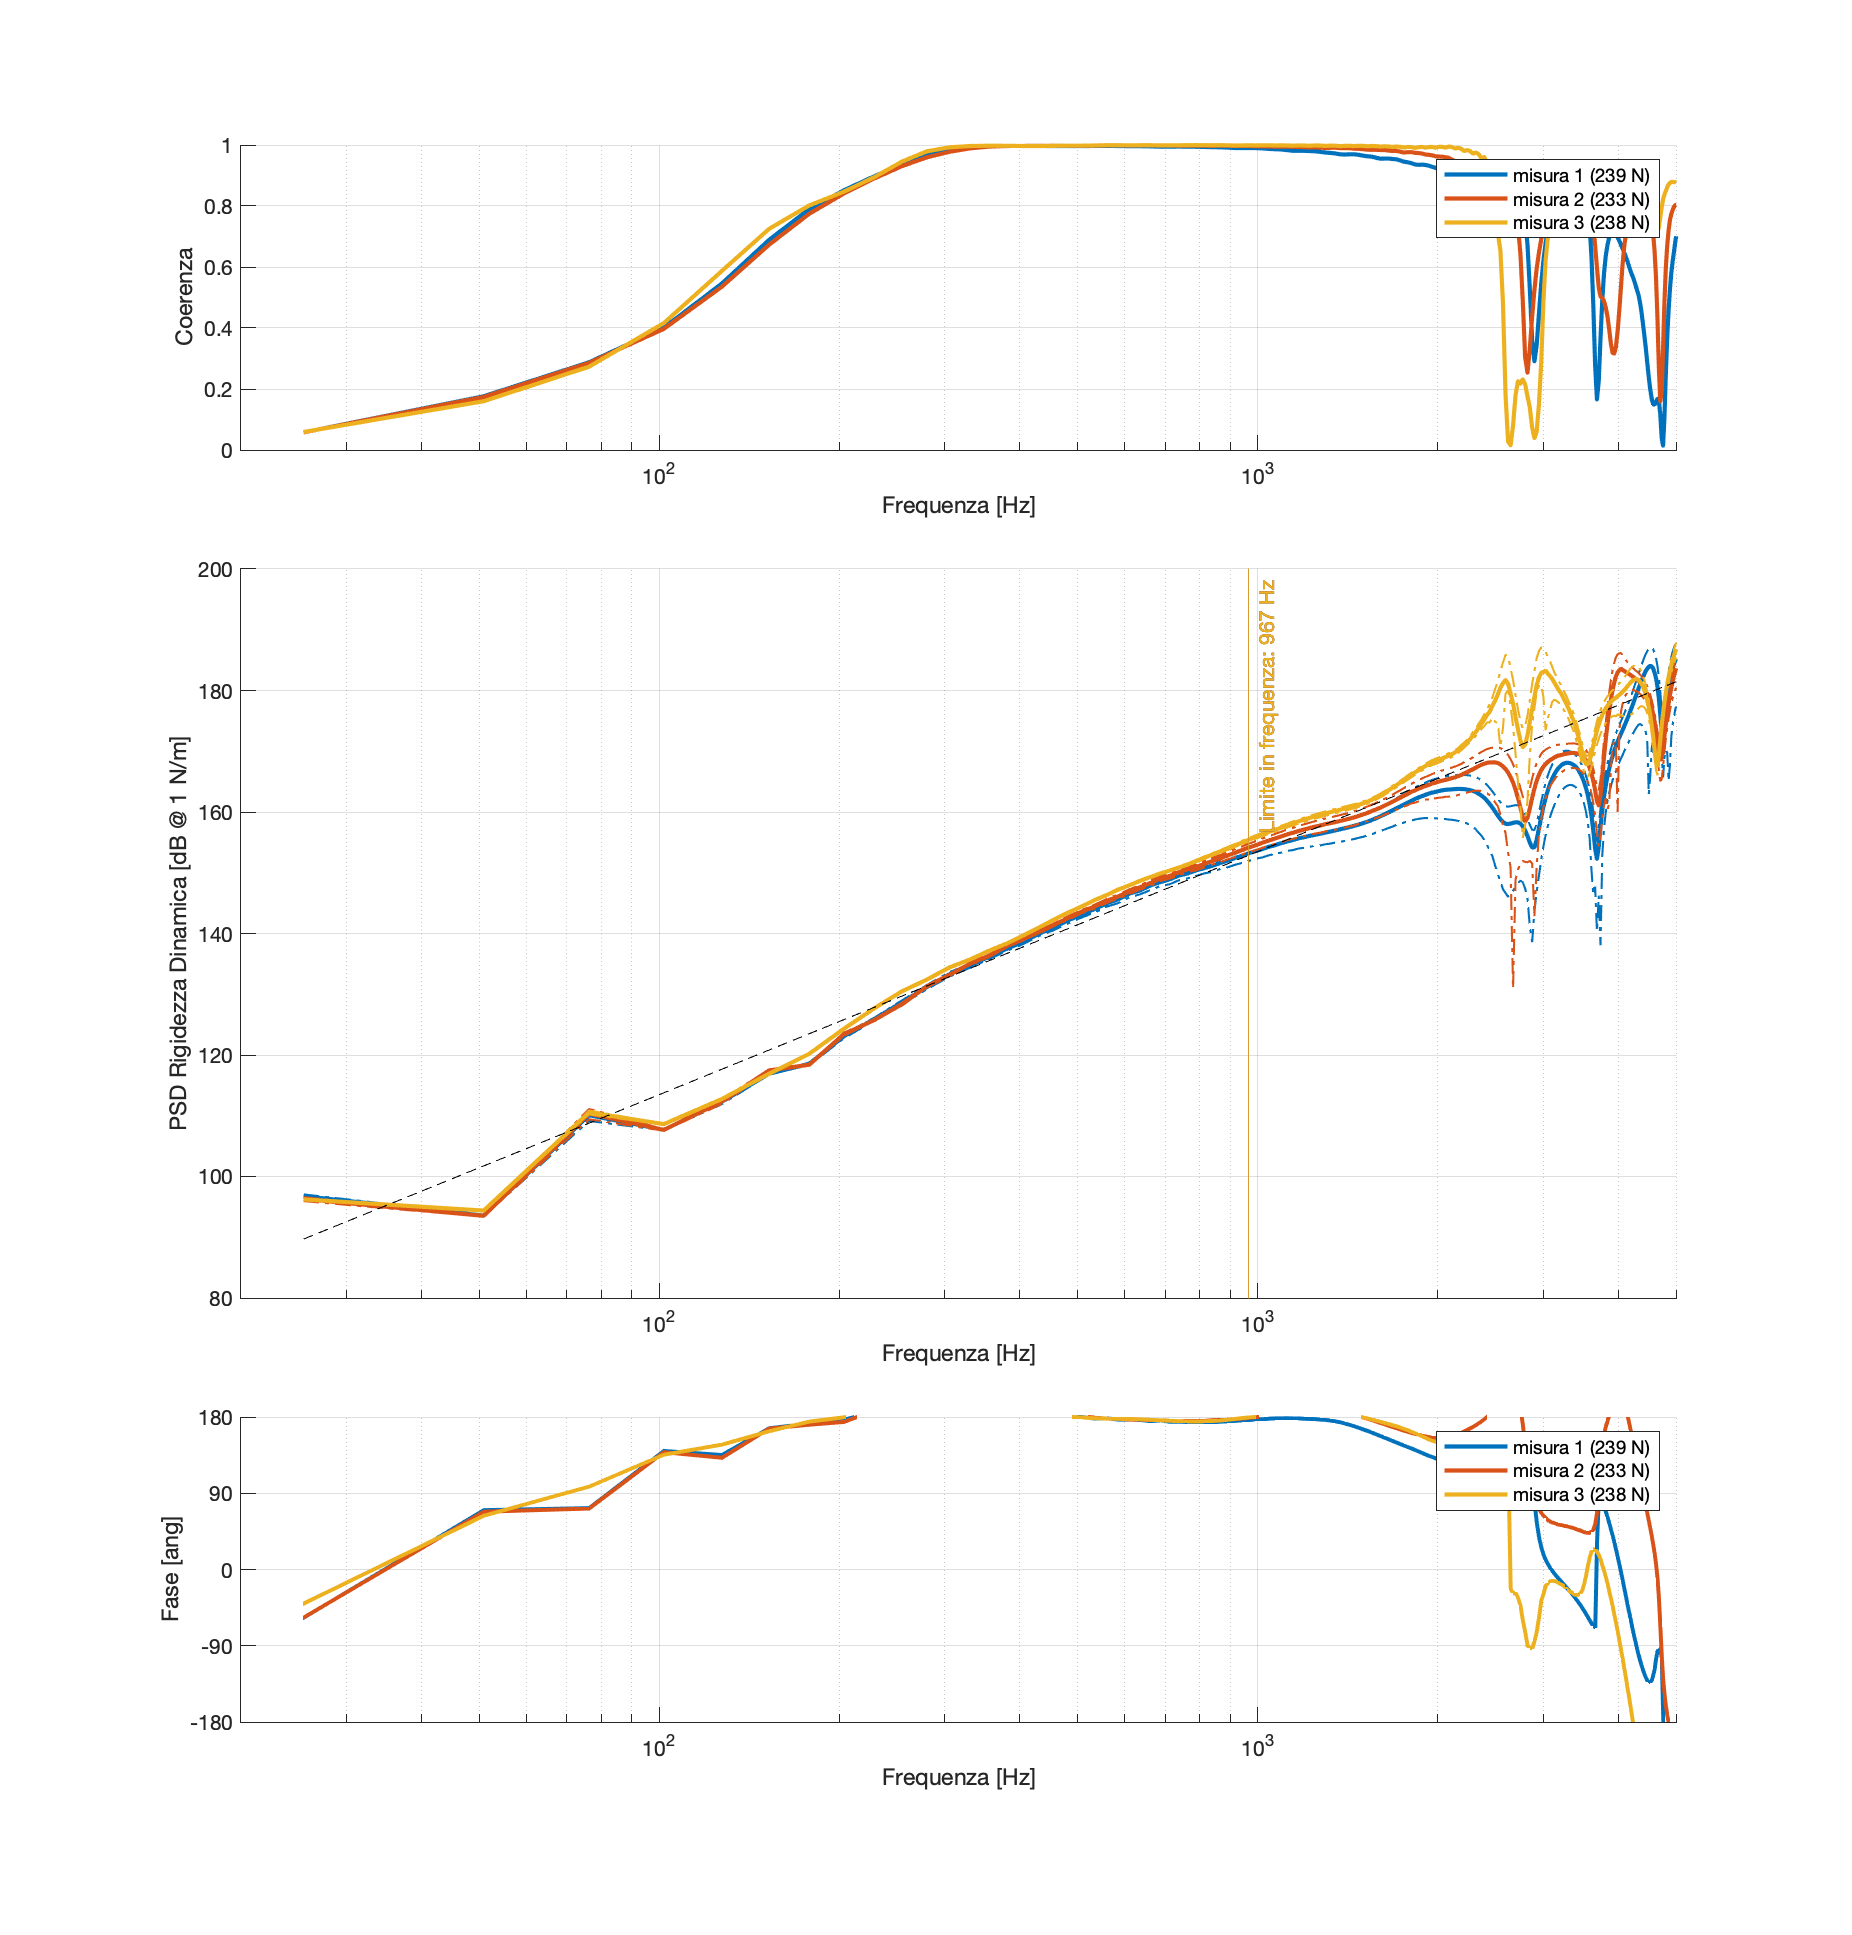 1
0.8
0.6
0.4
0.2
0
Coerenza
misura 1 (239 N)
misura 2 (233 N)
misura 3 (238 N)
10²
10³
Frequenza [Hz]
200
180
160
140
120
100
80
PSD Rigidezza Dinamica [dB @ 1 N/m]
Limite in frequenza: 967 Hz
10²
10³
Frequenza [Hz]
180
90
0
-90
-180
Fase [ang]
misura 1 (239 N)
misura 2 (233 N)
misura 3 (238 N)
10²
10³
Frequenza [Hz]